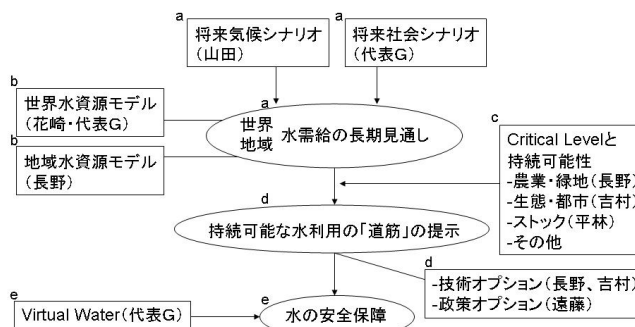 a
将来気候シナリオ
(山田)
a
将来社会シナリオ
(代表G)
b
世界水資源モデル
(花崎・代表G)
b
地域水資源モデル
(長野)
a
世界
地域
水需給の長期見通し
c
Critical Levelと
持続可能性
-農業・緑地(長野)
-生態・都市(吉村)
-ストック(平林)
-その他
d
持続可能な水利用の「道筋」の提示
d
-技術オプション(長野、吉村)
-政策オプション(遠藤)
e
Virtual Water(代表G)
e
水の安全保障